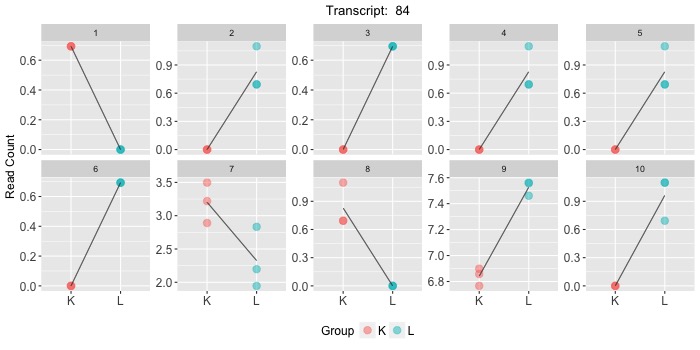 Transcript: 84
1 2 3 4 5
0.6 0.9 0.6 0.9 0.9
0.4 0.6 0.4 0.6 0.6
0.2 0.3 0.2 0.3 0.3
0.0 0.0 0.0 0.0 0.0
Read Count
6 7 8 9 10
0.6 3.5 0.9 7.6 0.9
0.4 3.0 0.6 7.4 0.6
0.2 2.5 0.3 7.2 0.3
0.0 2.0 0.0 7.0 0.0
6.8
K L K L K L K L K L
Group K L